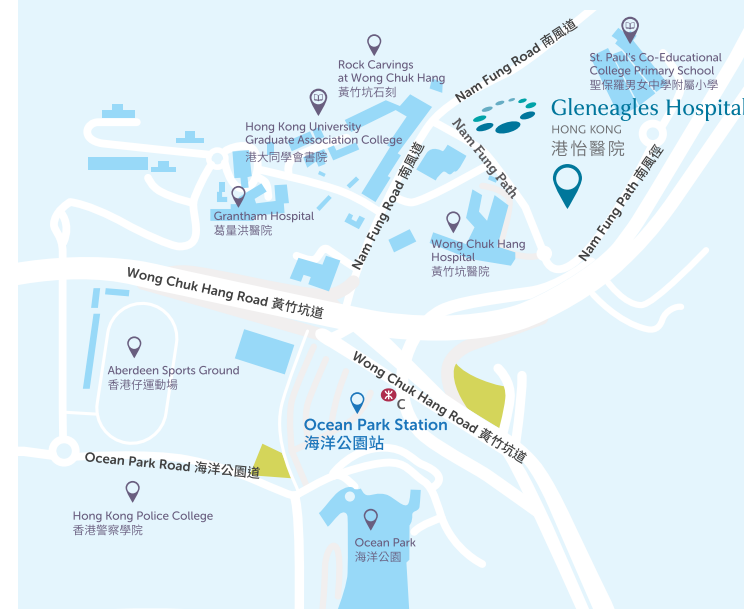 Nam Fung Road 南風道
Rock Carvings
at Wong Chuk Hang
黃竹坑石刻
St. Paul's Co-Educational
College Primary School
聖保羅男女中學附屬小學
Hong Kong University
Graduate Association College
港大同學會書院
Gleneagles Hospital
HONG KONG
港怡醫院
Nam Fung Path
Nam Fung Road 南風道
Nam Fung Path 南風徑
Grantham Hospital
葛量洪醫院
Wong Chuk Hang
Hospital
黃竹坑醫院
Wong Chuk Hang Road 黃竹坑道
Aberdeen Sports Ground
香港仔運動場
Wong Chuk Hang Road 黃竹坑道
C
Ocean Park Station
海洋公園站
Ocean Park Road 海洋公園道
Hong Kong Police College
香港警察學院
Ocean Park
海洋公園